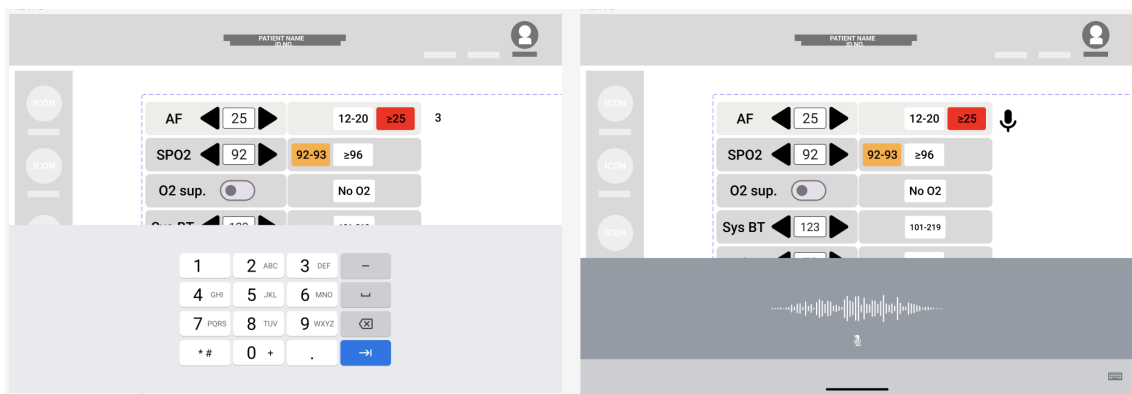 PATIENT NAME
ID NO.
ICON
ICON
AF 25 12-20 ≥25 3
SPO2 92 92-93 ≥96
O2 sup. No O2
Sys BT
1 2 ABC 3 DEF –
4 GHI 5 JKL 6 MNO
7 PQRS 8 TUV 9 WXYZ
* # 0 + .
PATIENT NAME
ID NO.
ICON
ICON
ICON
AF 25 12-20 ≥25
SPO2 92 92-93 ≥96
O2 sup. No O2
Sys BT 123 101-219